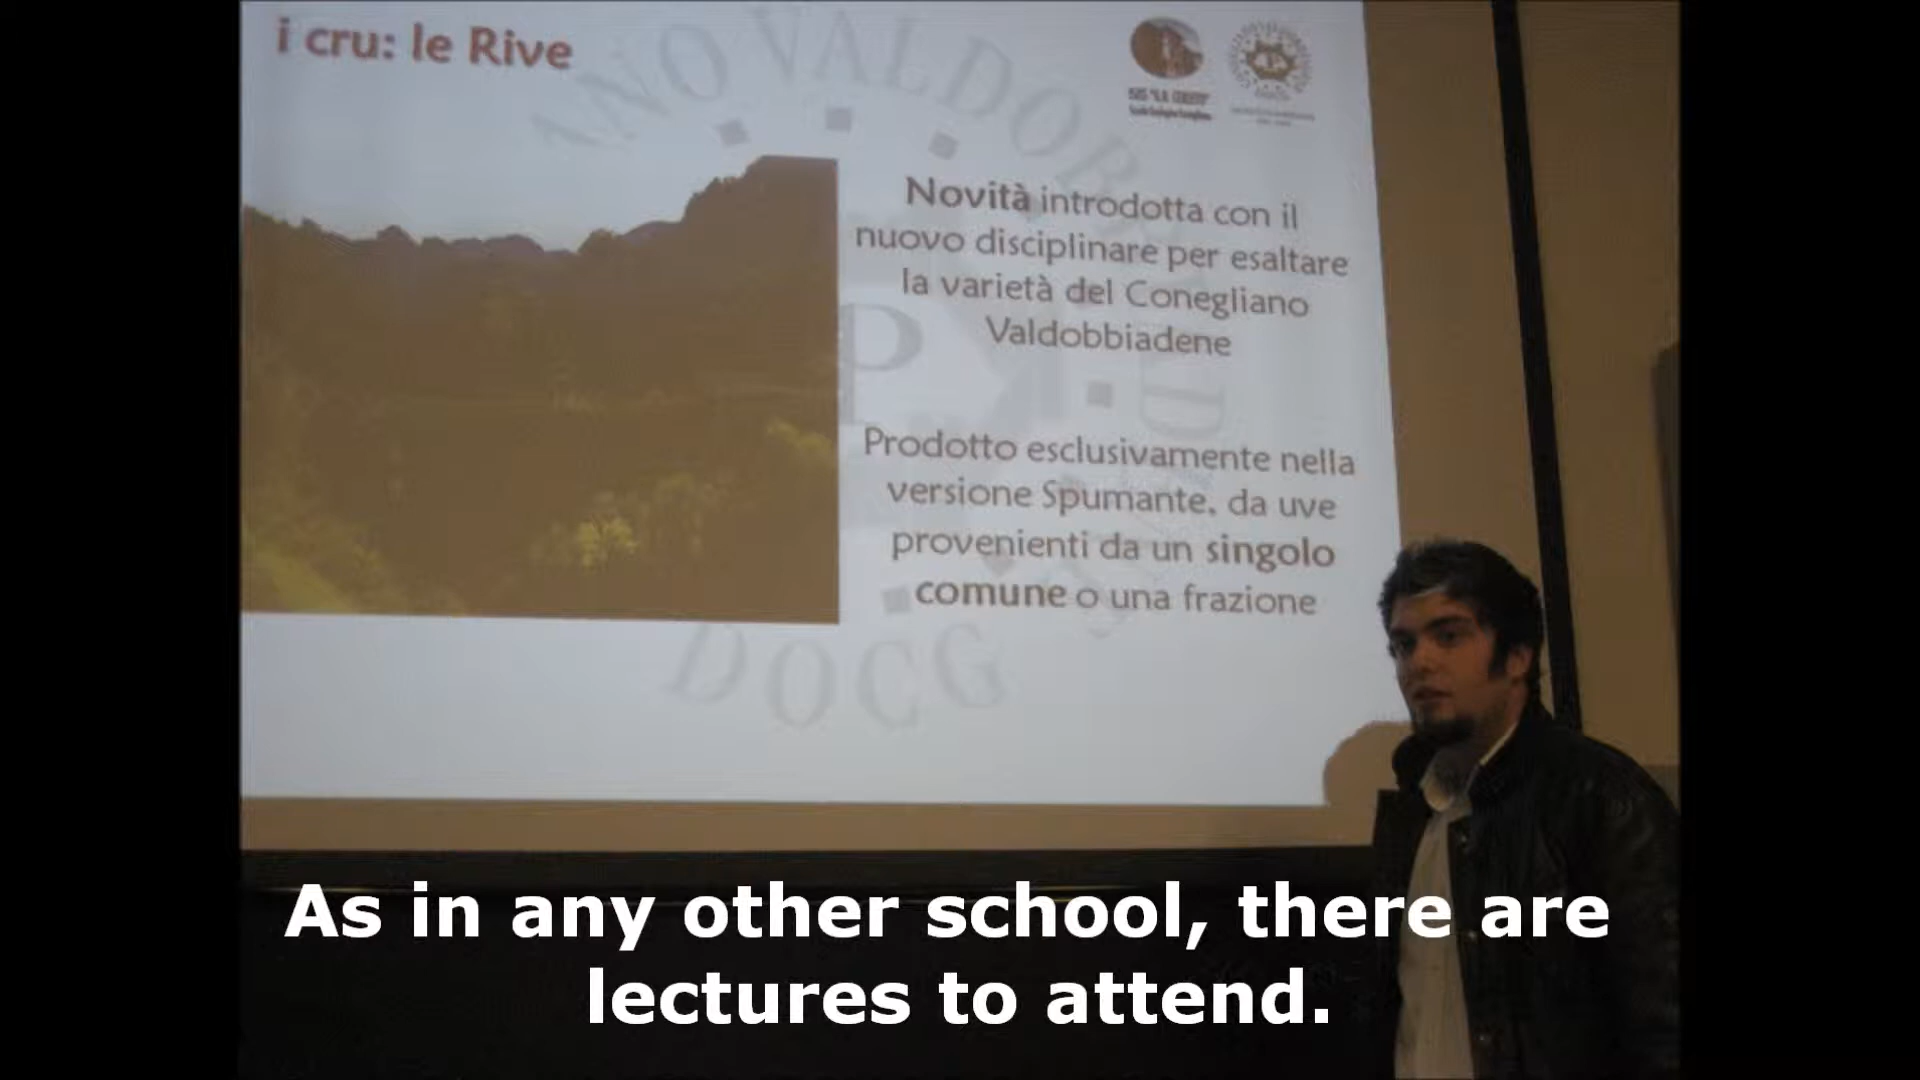 i cru: le Rive
Novità introdotta con il
nuovo disciplinare per esaltare
la varietà del Conegliano
Valdobbiadene
Prodotto esclusivamente nella
versione Spumante, da uve
provenienti da un singolo
comune o una frazione
DOCG
As in any other school, there are
lectures to attend.